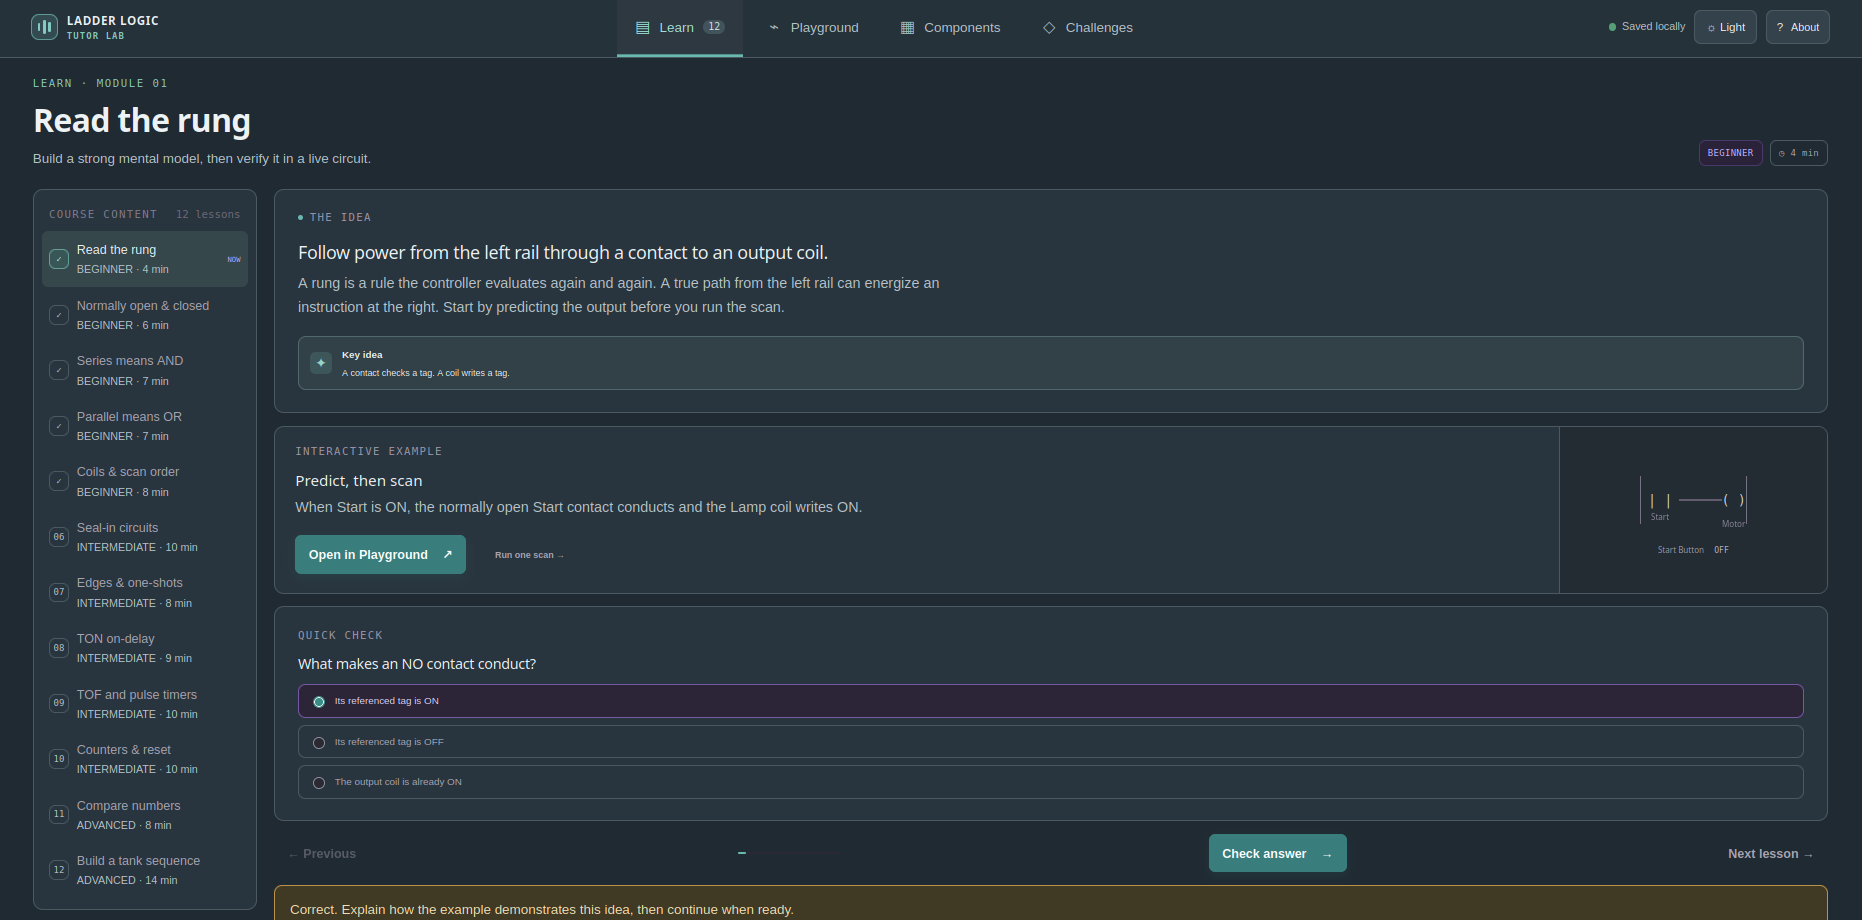 LADDER LOGIC
TUTOR LAB
Learn 12
Playground
Components
Challenges
Saved locally
☼ Light
? About
LEARN · MODULE 01
Read the rung
Build a strong mental model, then verify it in a live circuit.
BEGINNER
◷ 4 min
COURSE CONTENT 12 lessons
✓ Read the rung
BEGINNER · 4 min
NOW
✓ Normally open & closed
BEGINNER · 6 min
✓ Series means AND
BEGINNER · 7 min
✓ Parallel means OR
BEGINNER · 7 min
✓ Coils & scan order
BEGINNER · 8 min
06 Seal-in circuits
INTERMEDIATE · 10 min
07 Edges & one-shots
INTERMEDIATE · 8 min
08 TON on-delay
INTERMEDIATE · 9 min
09 TOF and pulse timers
INTERMEDIATE · 10 min
10 Counters & reset
INTERMEDIATE · 10 min
11 Compare numbers
ADVANCED · 8 min
12 Build a tank sequence
ADVANCED · 14 min
THE IDEA
Follow power from the left rail through a contact to an output coil.
A rung is a rule the controller evaluates again and again. A true path from the left rail can energize an
instruction at the right. Start by predicting the output before you run the scan.
✦ Key idea
A contact checks a tag. A coil writes a tag.
INTERACTIVE EXAMPLE
Predict, then scan
When Start is ON, the normally open Start contact conducts and the Lamp coil writes ON.
Open in Playground ↗
Run one scan →
| | ( )
Start
Motor
Start Button OFF
QUICK CHECK
What makes an NO contact conduct?
Its referenced tag is ON
Its referenced tag is OFF
The output coil is already ON
← Previous
Check answer →
Next lesson →
Correct. Explain how the example demonstrates this idea, then continue when ready.